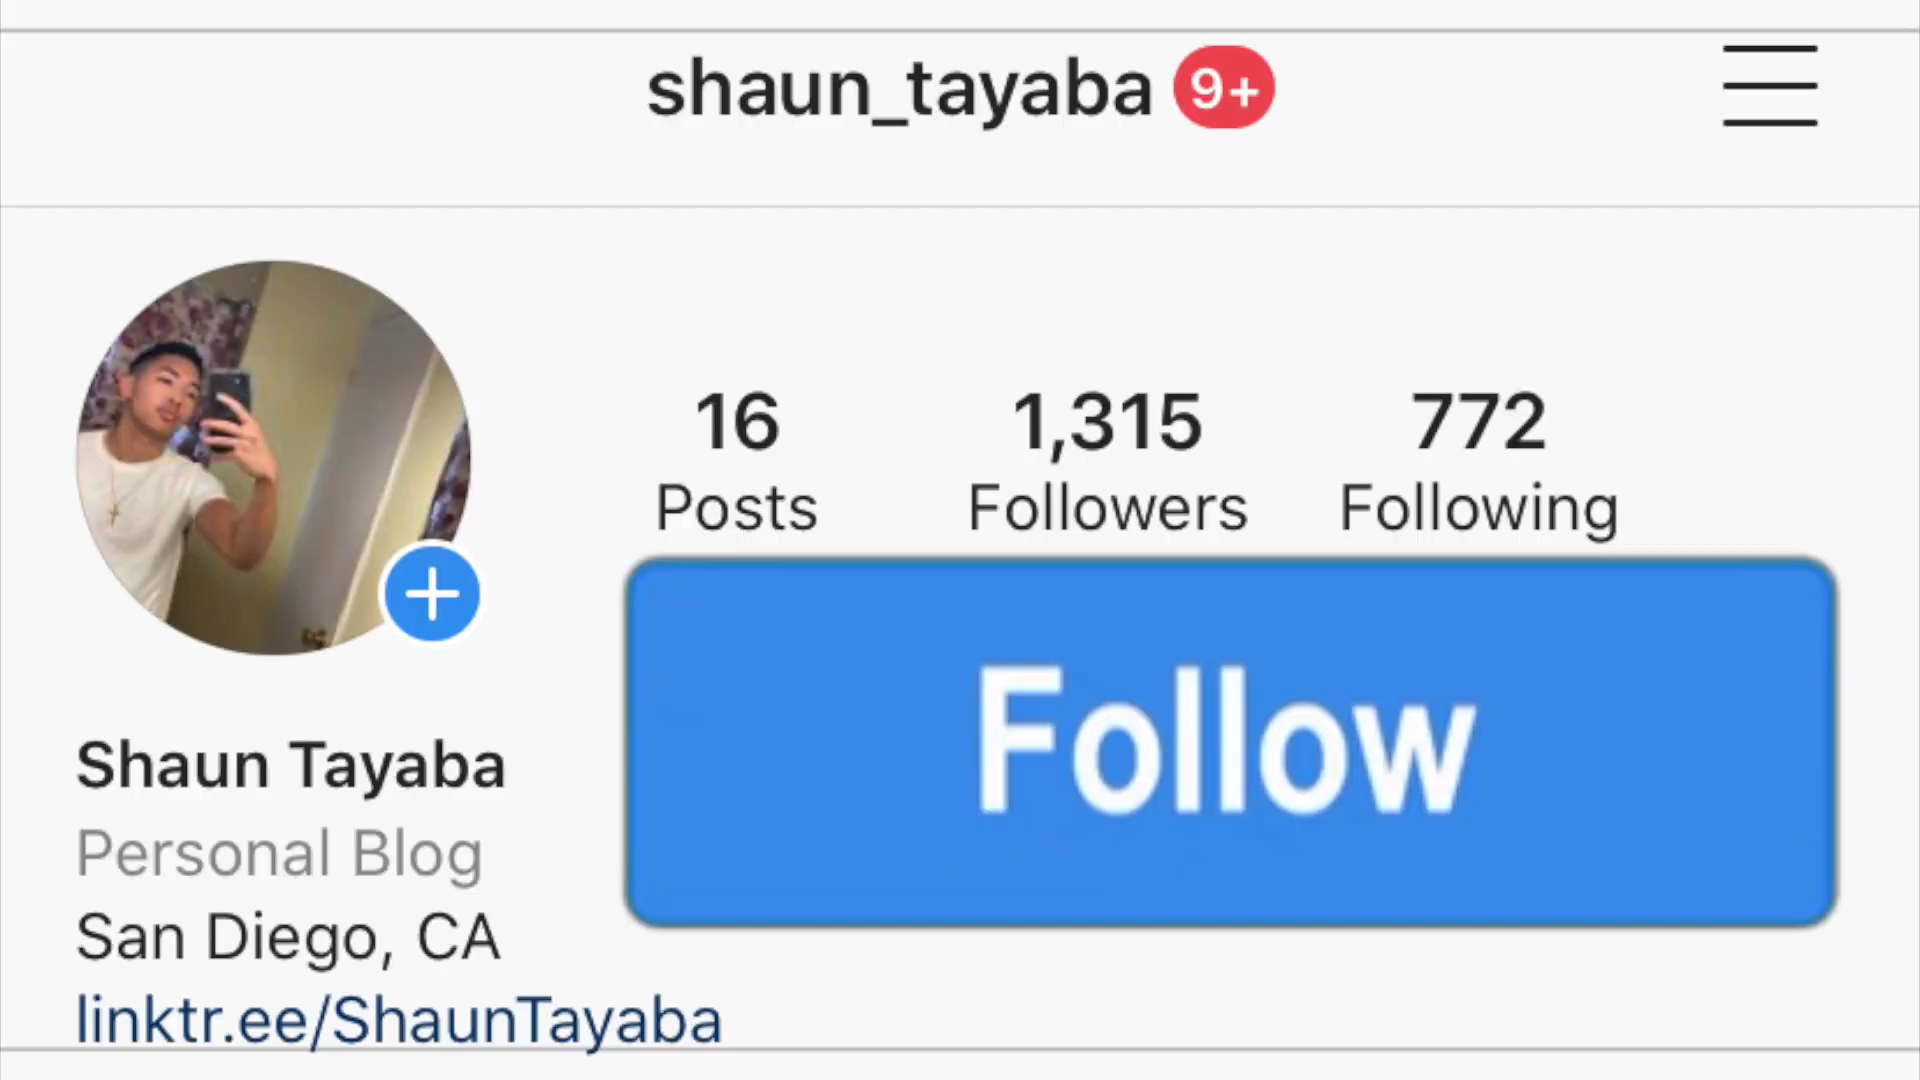 shaun_tayaba 9+
16 1,315 772
Posts Followers Following
Follow
Shaun Tayaba
Personal Blog
San Diego, CA
linktr.ee/ShaunTayaba